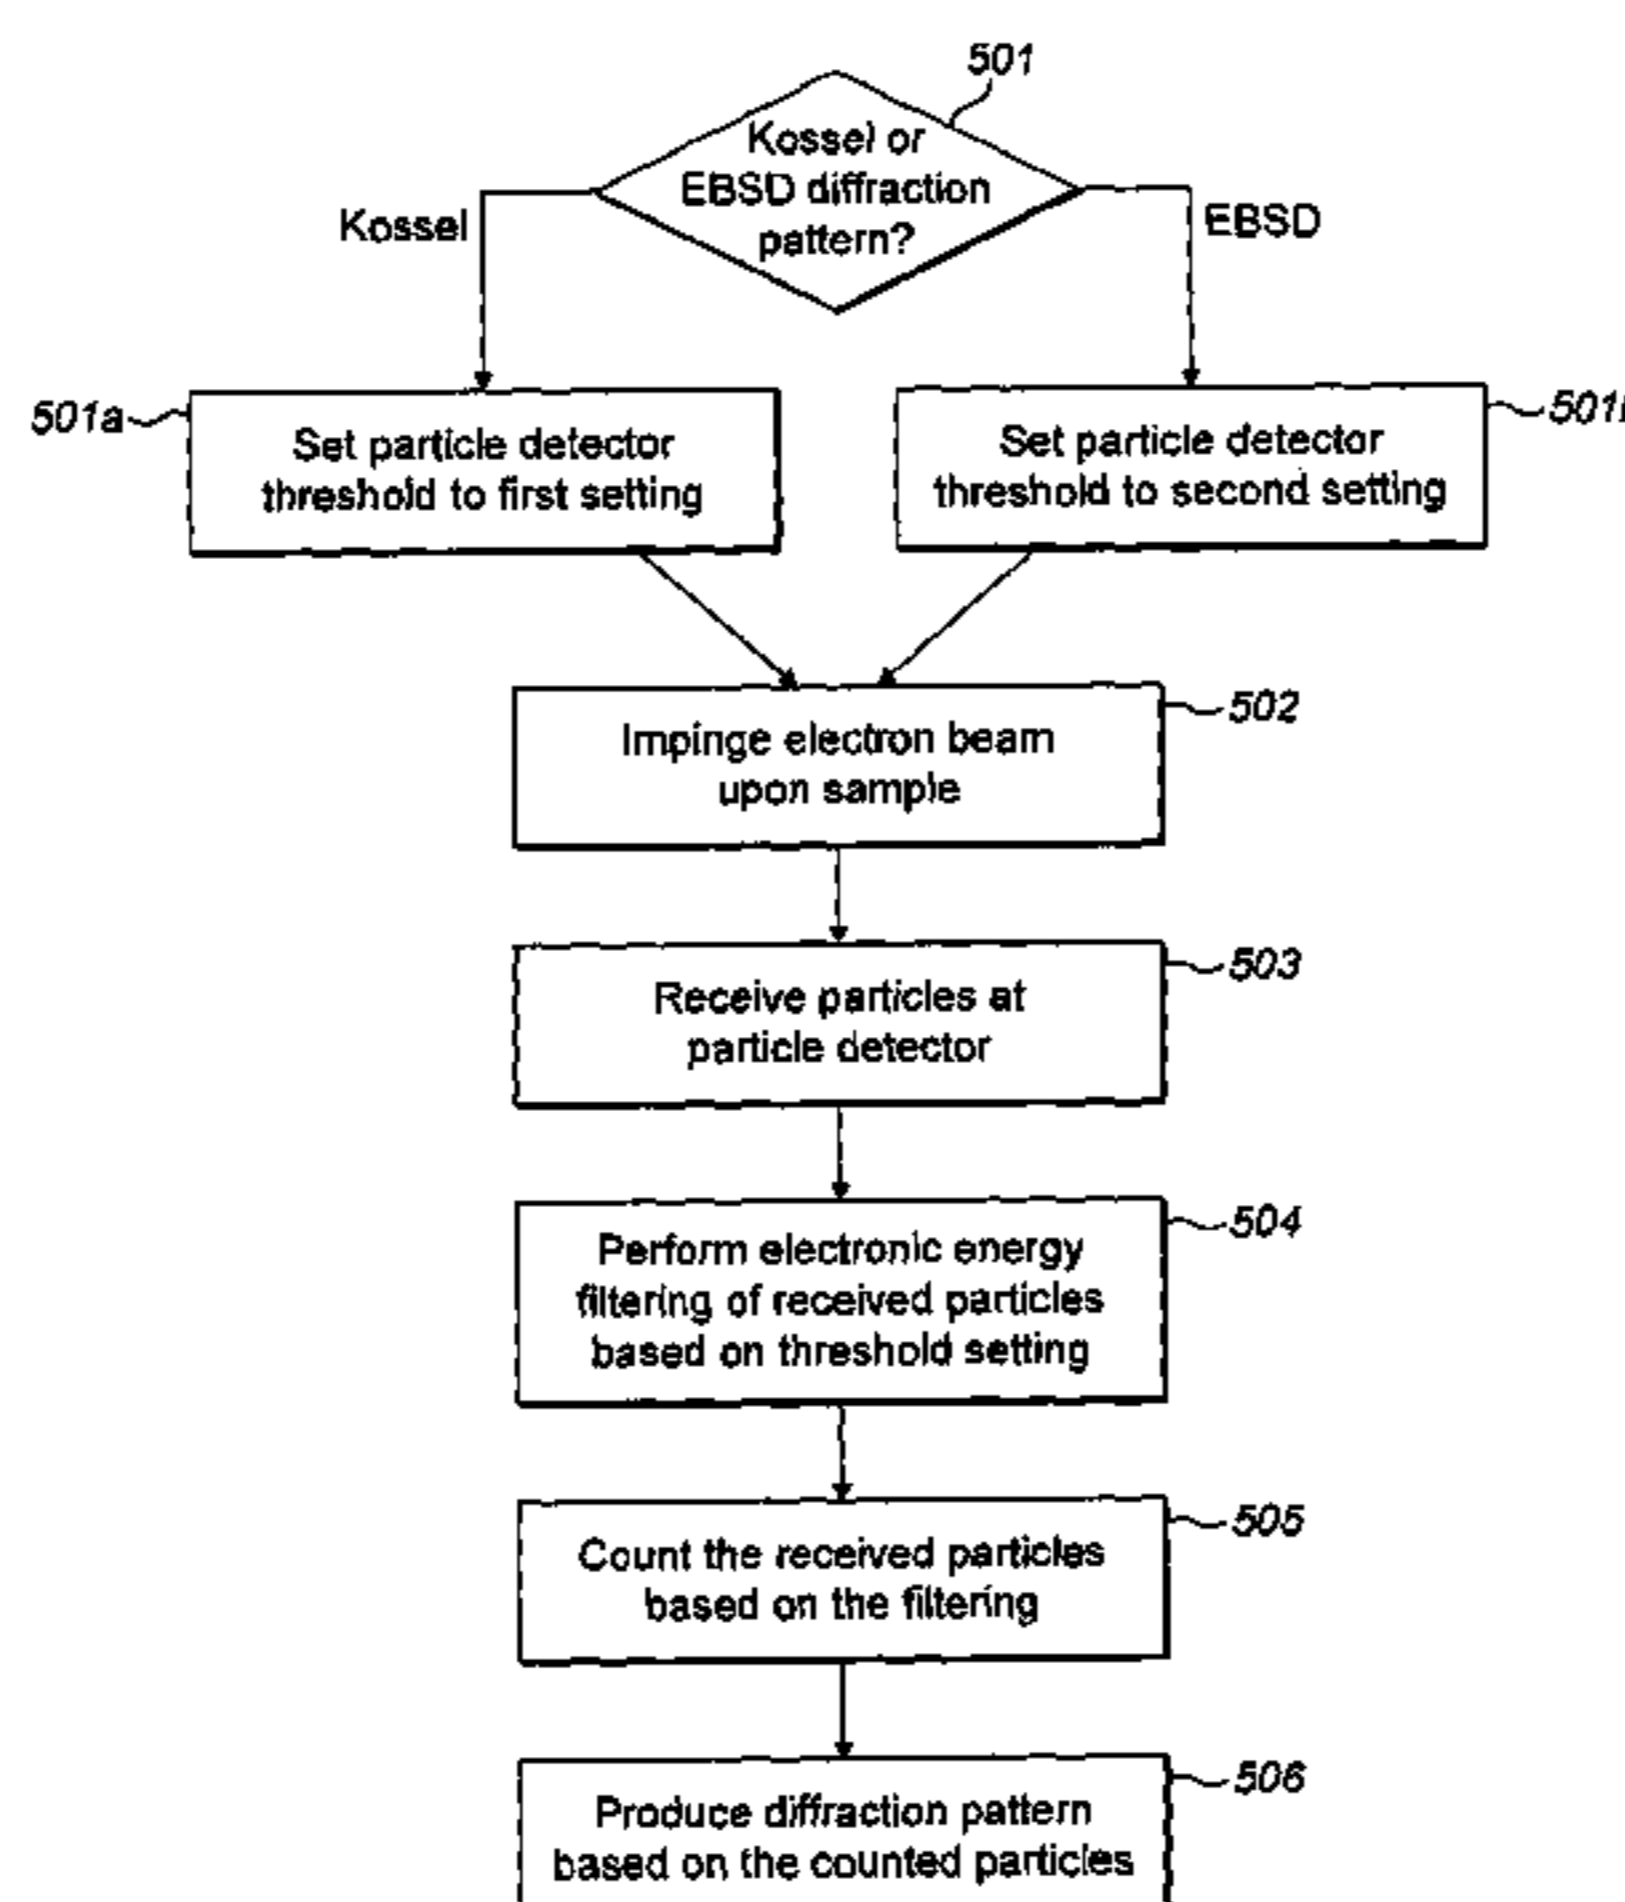 501
Kossel or
EBSD diffraction
pattern?
Kossel
EBSD
501a
Set particle detector
threshold to first setting
Set particle detector
threshold to second setting
502
Impinge electron beam
upon sample
503
Receive particles at
particle detector
504
Perform electronic energy
filtering of received particles
based on threshold setting
505
Count the received particles
based on the filtering
506
Produce diffraction pattern
based on the counted particles